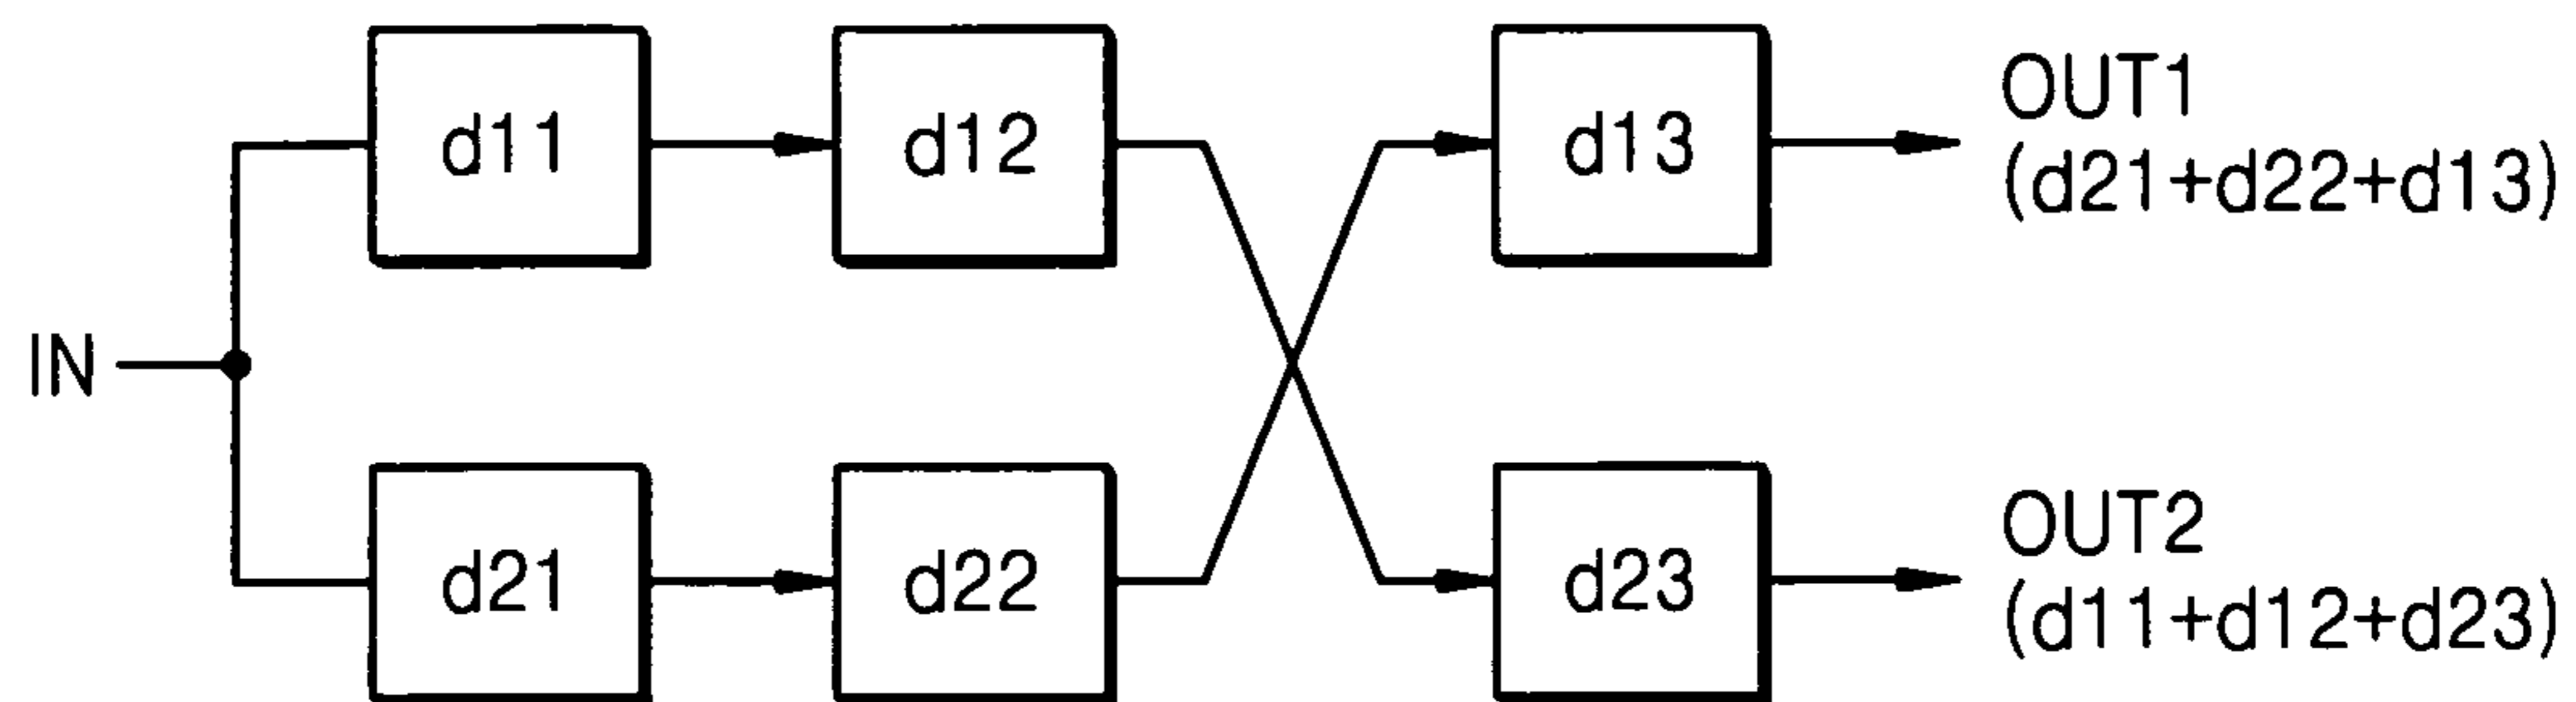 d11
d12
d13
OUT1
(d21+d22+d13)
IN
d21
d22
d23
OUT2
(d11+d12+d23)